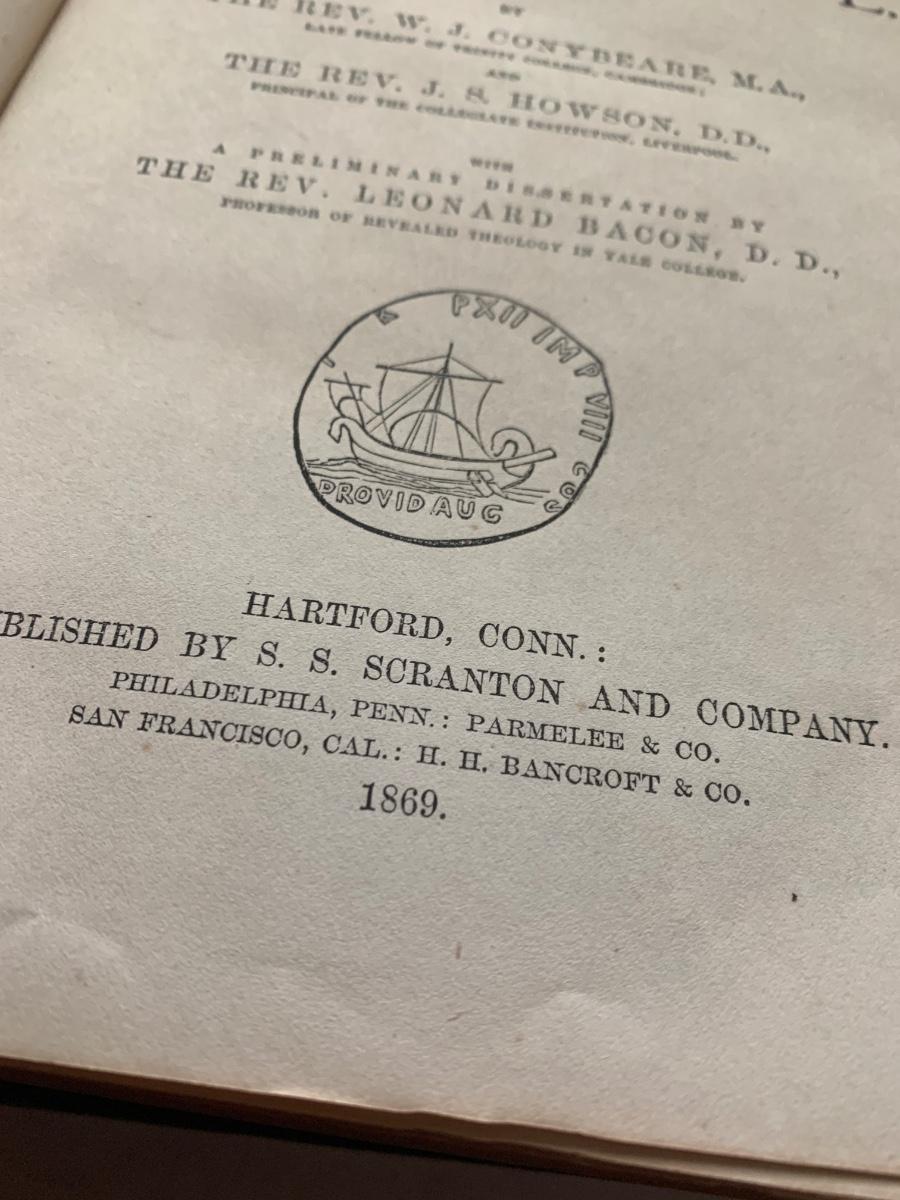 BY
THE REV. W. J. CONYBEARE, M.A.,
LATE FELLOW OF TRINITY COLLEGE, CAMBRIDGE;
AND
THE REV. J. S. HOWSON, D.D.,
PRINCIPAL OF THE COLLEGIATE INSTITUTION, LIVERPOOL.
WITH
A PRELIMINARY DISSERTATION BY
THE REV. LEONARD BACON, D. D.,
PROFESSOR OF REVEALED THEOLOGY IN YALE COLLEGE.
PXII IMP VIII COS
PROVID AUG
HARTFORD, CONN.:
BLISHED BY S. S. SCRANTON AND COMPANY.
PHILADELPHIA, PENN.: PARMELEE & CO.
SAN FRANCISCO, CAL.: H. H. BANCROFT & CO.
1869.